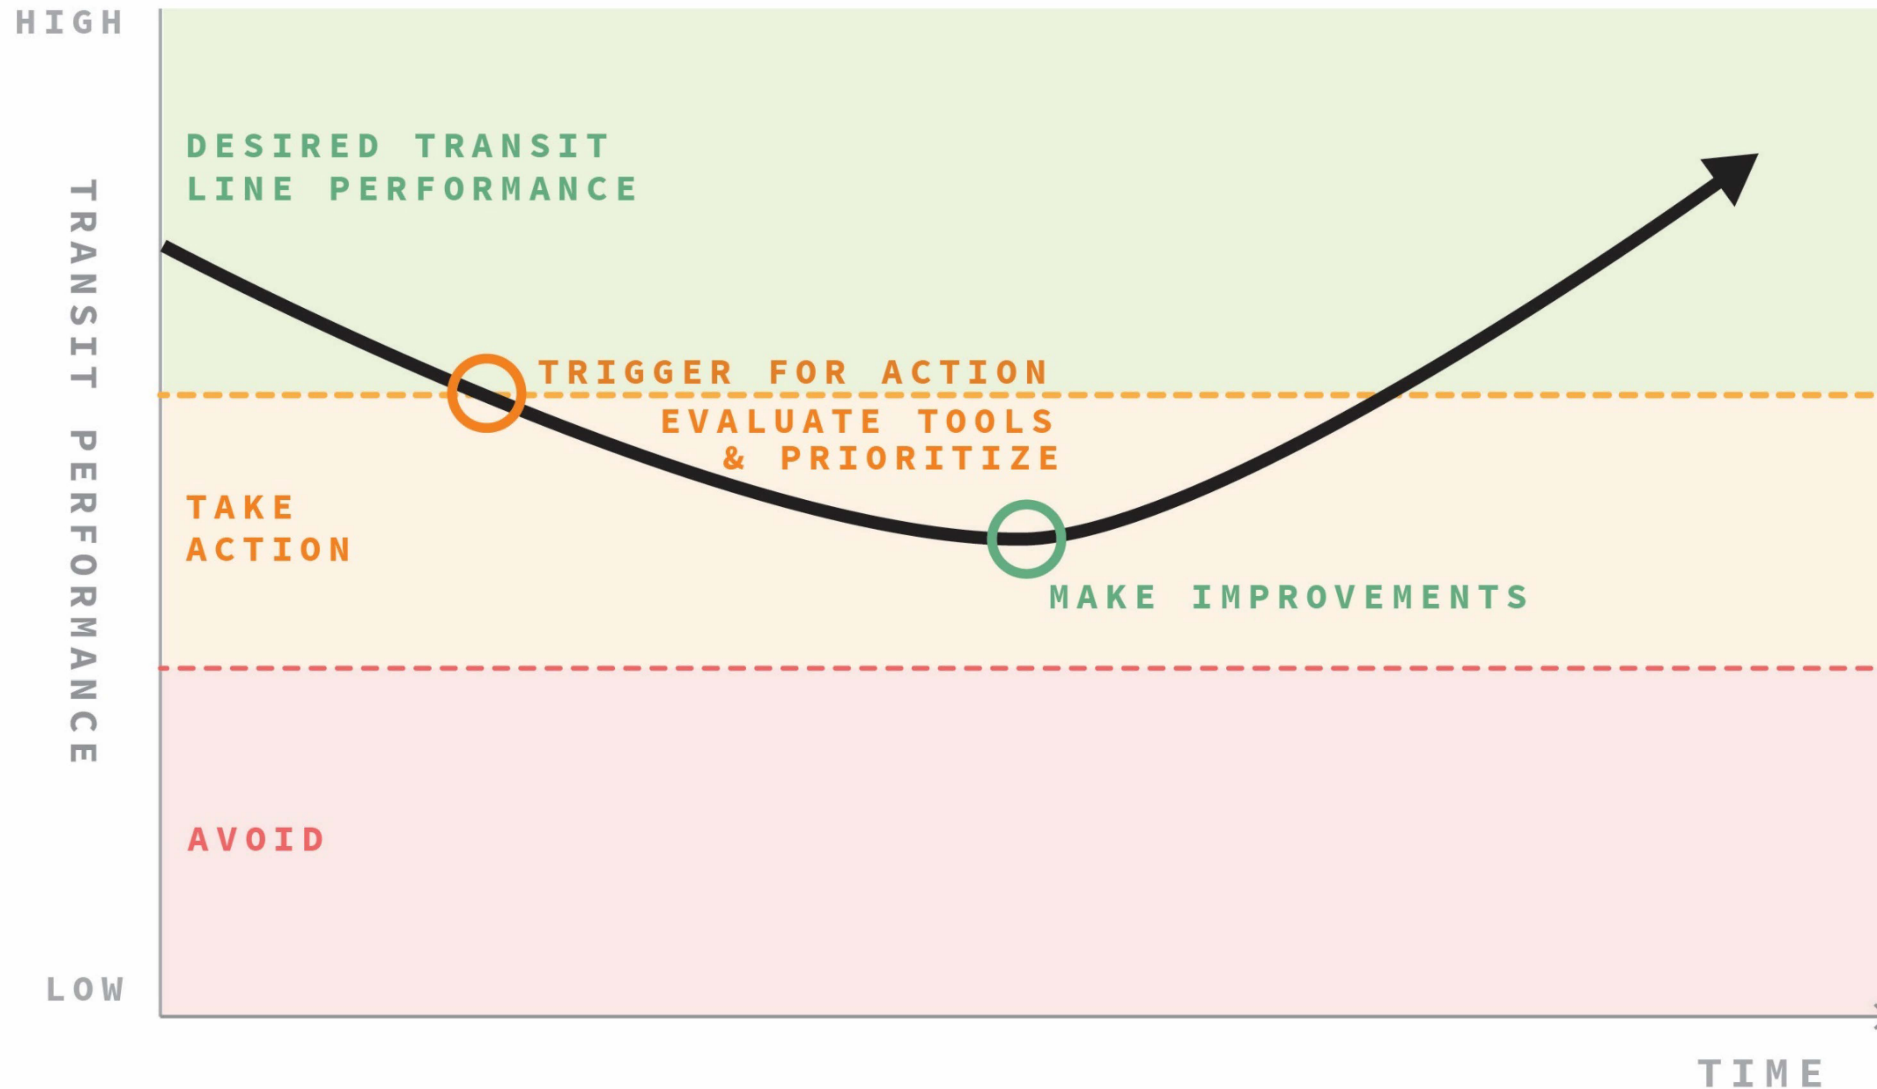 HIGH
DESIRED TRANSIT
LINE PERFORMANCE
TRANSIT PERFORMANCE
TRIGGER FOR ACTION
EVALUATE TOOLS
& PRIORITIZE
TAKE
ACTION
MAKE IMPROVEMENTS
AVOID
LOW
TIME